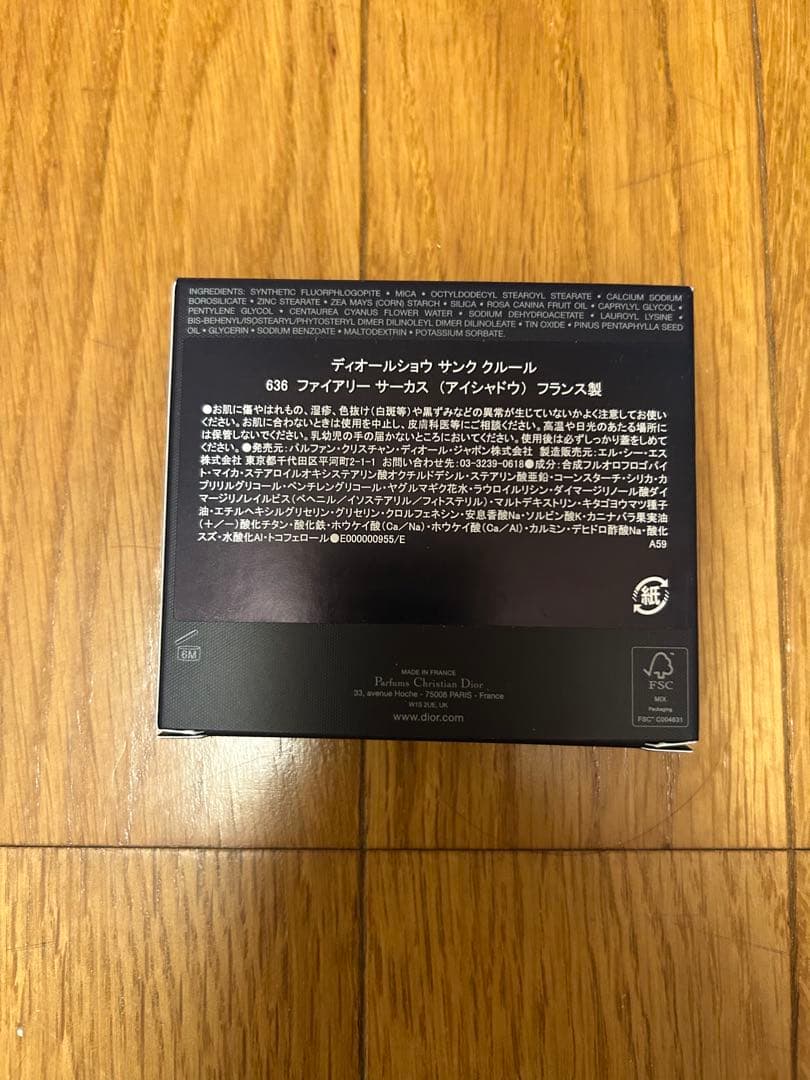 INGREDIENTS: SYNTHETIC FLUORPHLOGOPITE • MICA • OCTYLDODECYL STEAROYL STEARATE • CALCIUM SODIUM
BOROSILICATE • ZINC STEARATE • ZEA MAYS (CORN) STARCH • SILICA • ROSA CANINA FRUIT OIL • CAPRYLYL GLYCOL •
PENTYLENE GLYCOL • CENTAUREA CYANUS FLOWER WATER • SODIUM DEHYDROACETATE • LAUROYL LYSINE •
BIS-BEHENYL/ISOSTEARYL/PHYTOSTERYL DIMER DILINOLEYL DIMER DILINOLEATE • TIN OXIDE • PINUS PENTAPHYLLA SEED
OIL • GLYCERIN • SODIUM BENZOATE • MALTODEXTRIN • POTASSIUM SORBATE.
ディオールショウ サンク クルール
636 ファイアリー サーカス (アイシャドウ) フランス製
●お肌に傷やはれもの、湿疹、色抜け(白斑等)や黒ずみなどの異常が生じていないかよく注意してお使い
ください。お肌に合わないときは使用を中止し、皮膚科医等にご相談ください。高温や日光のあたる場所に
は保管しないでください。乳幼児の手の届かないところにおいてください。使用後は必ずしっかり蓋をしめて
ください。●発売元:パルファン・クリスチャン・ディオール・ジャポン株式会社 製造販売元:エル・シー・エス
株式会社 東京都千代田区平河町2-1-1 お問い合わせ先:03-3239-0618●成分:合成フルオロフロゴパイ
ト・マイカ・ステアロイルオキシステアリン酸オクチルドデシル・ステアリン酸亜鉛・コーンスターチ・シリカ・カ
プリリルグリコール・ペンチレングリコール・ヤグルマギク花水・ラウロイルリシン・ダイマージリノール酸ダイ
マージリノレイルビス(ベヘニル/イソステアリル/フィトステリル)・マルトデキストリン・キタゴヨウマツ種子
油・エチルヘキシルグリセリン・グリセリン・クロルフェネシン・安息香酸Na・ソルビン酸K・カニナバラ果実油
(+/-)酸化チタン・酸化鉄・ホウケイ酸(Ca/Na)・ホウケイ酸(Ca/Al)・カルミン・デヒドロ酢酸Na・酸化
スズ・水酸化Al・トコフェロール●E000000955/E
A59
紙
6M
MADE IN FRANCE
Parfums Christian Dior
33, avenue Hoche - 75008 PARIS - France
W1S 2UE, UK
www.dior.com
FSC
MIX
Packaging
FSC™ C004631